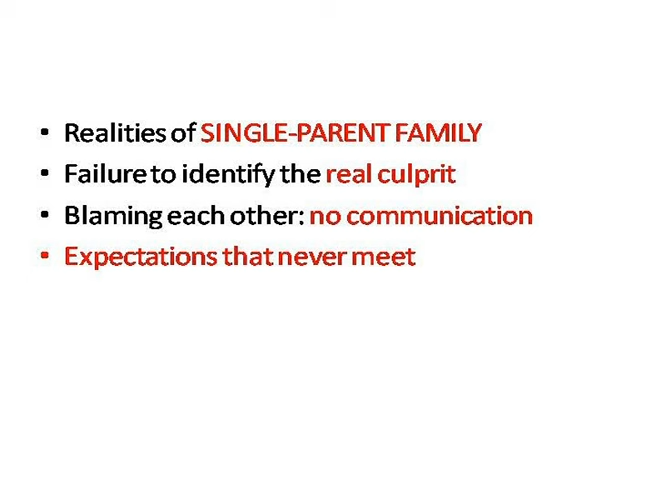 • Realities of SINGLE-PARENT FAMILY
• Failure to identify the real culprit
• Blaming each other: no communication
• Expectations that never meet